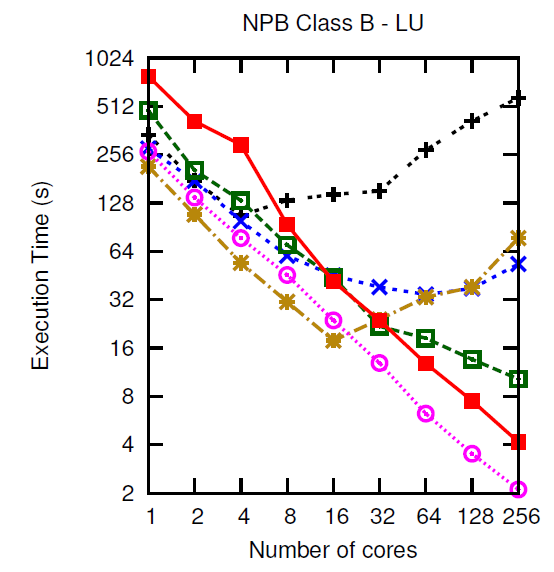 NPB Class B - LU
Execution Time (s)
1024
512
256
128
64
32
16
8
4
2
1 2 4 8 16 32 64 128 256
Number of cores